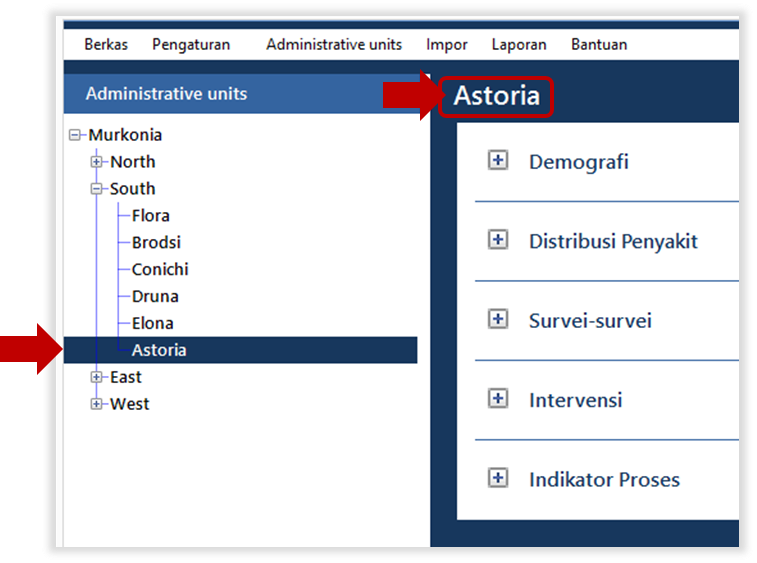 Berkas Pengaturan Administrative units Impor Laporan Bantuan
Administrative units
Murkonia
North
South
Flora
Brodsi
Conichi
Druna
Elona
Astoria
East
West
Astoria
Demografi
Distribusi Penyakit
Survei-survei
Intervensi
Indikator Proses